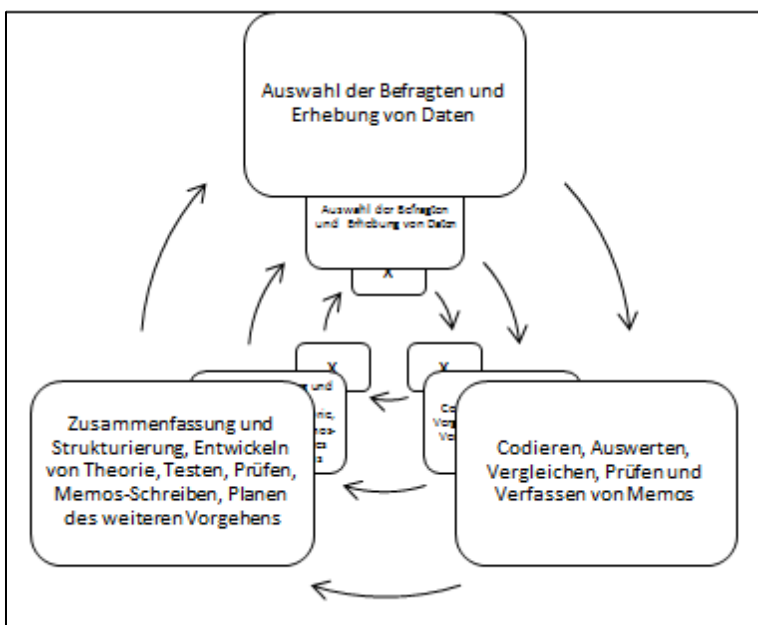 Auswahl der Befragten und
Erhebung von Daten
Auswahl der Befragten
und Erhebung von Daten
X
X
X
und
Zusammenfassung und
Strukturierung, Entwickeln
von Theorie, Testen, Prüfen,
Memos-Schreiben, Planen
des weiteren Vorgehens
Codieren, Auswerten,
Vergleichen, Prüfen und
Verfassen von Memos